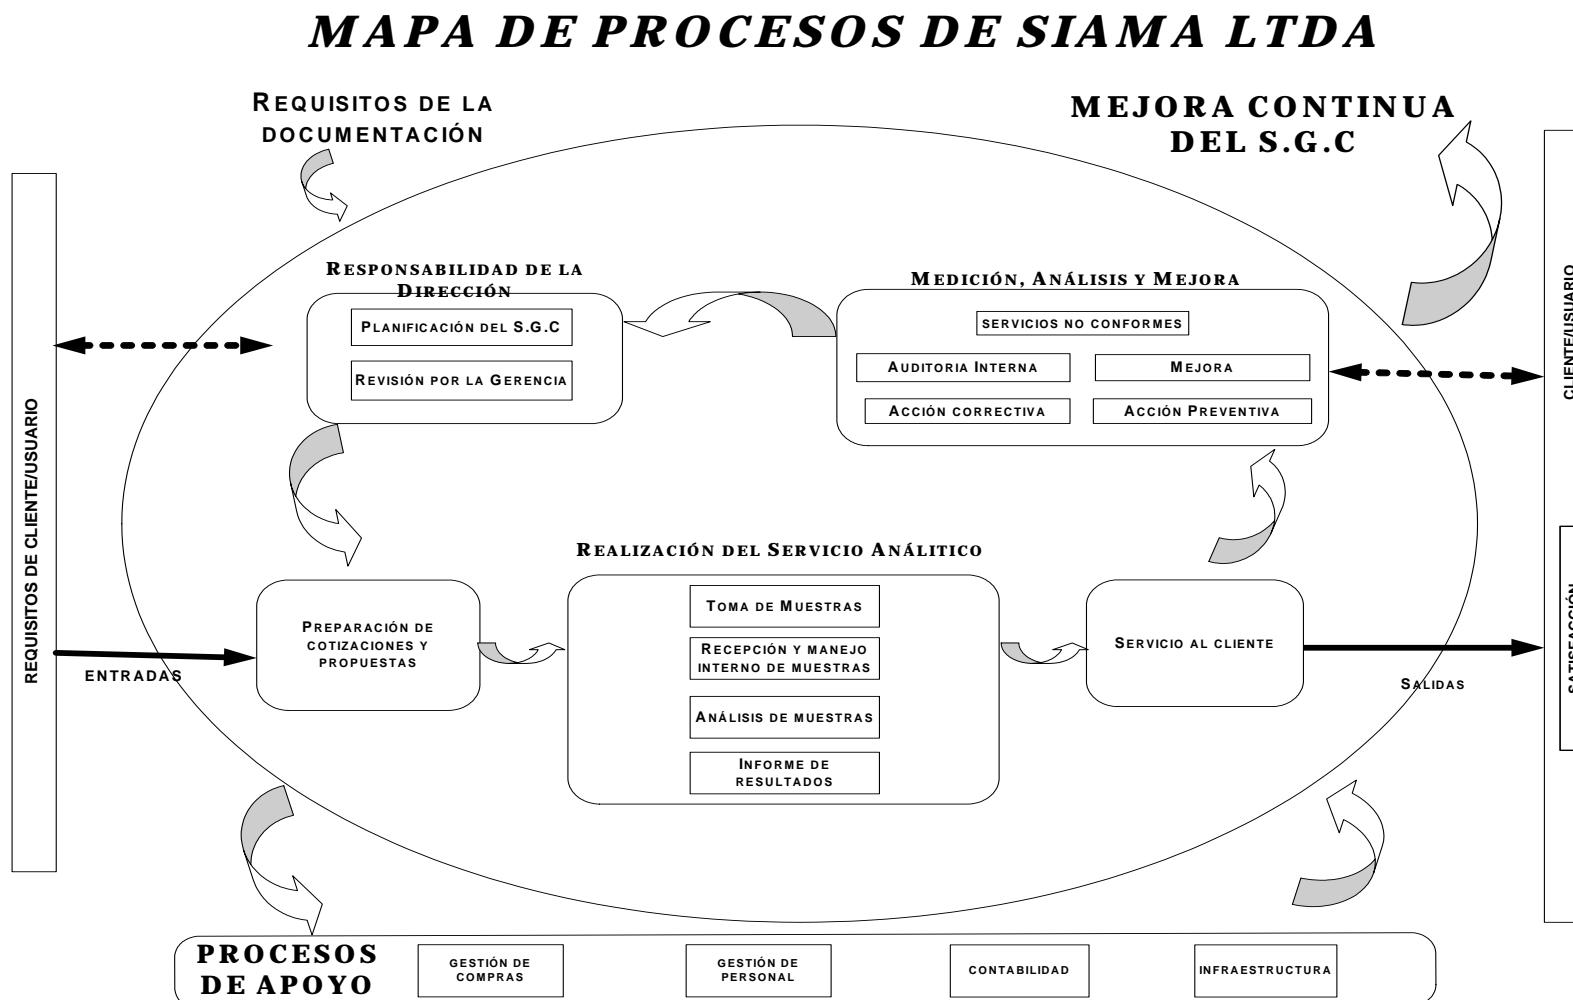 MAPA DE PROCESOS DE SIAMA LTDA
REQUISITOS DE LA
DOCUMENTACIÓN
MEJORA CONTINUA
DEL S.G.C
REQUISITOS DE CLIENTE/USUARIO
CLIENTE/USUARIO
RESPONSABILIDAD DE LA
DIRECCIÓN
PLANIFICACIÓN DEL S.G.C
REVISIÓN POR LA GERENCIA
MEDICIÓN, ANÁLISIS Y MEJORA
SERVICIOS NO CONFORMES
AUDITORIA INTERNA
MEJORA
ACCIÓN CORRECTIVA
ACCIÓN PREVENTIVA
REALIZACIÓN DEL SERVICIO ANÁLITICO
PREPARACIÓN DE
COTIZACIONES Y
PROPUESTAS
TOMA DE MUESTRAS
RECEPCIÓN Y MANEJO
INTERNO DE MUESTRAS
ANÁLISIS DE MUESTRAS
INFORME DE
RESULTADOS
SERVICIO AL CLIENTE
ENTRADAS
SALIDAS
SATISFACCIÓN
PROCESOS
DE APOYO
GESTIÓN DE
COMPRAS
GESTIÓN DE
PERSONAL
CONTABILIDAD
INFRAESTRUCTURA